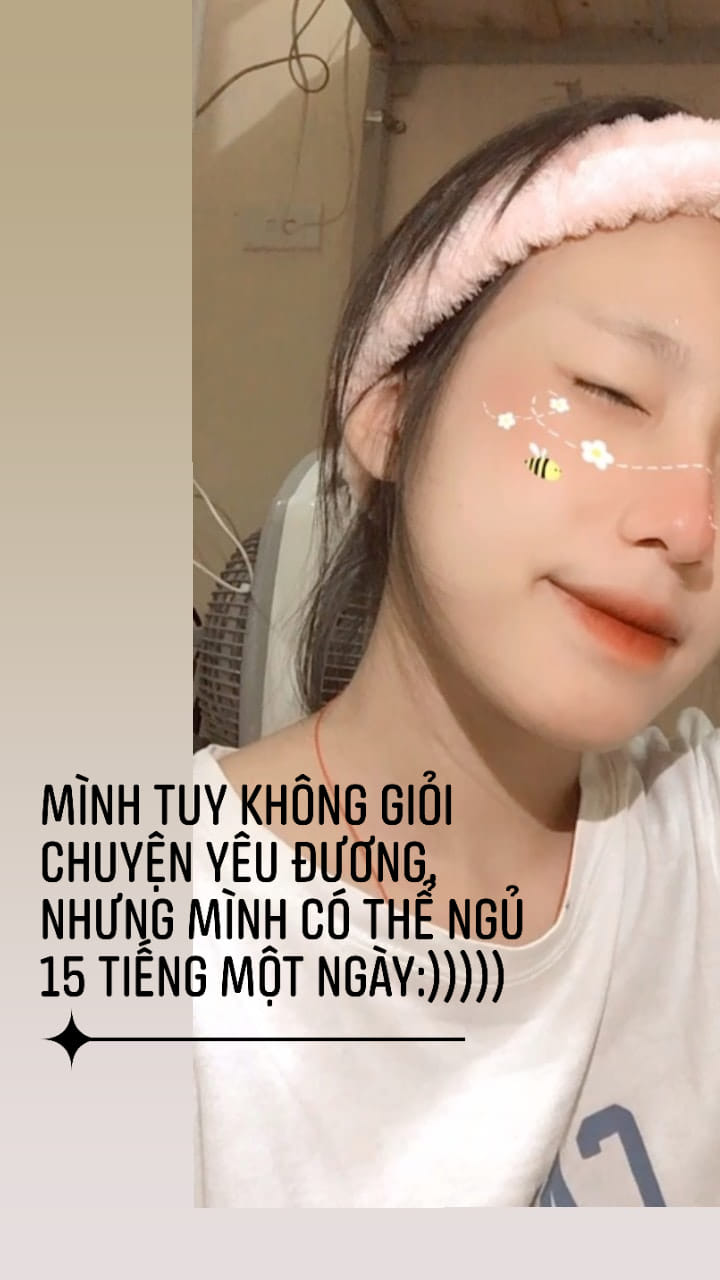 MÌNH TUY KHÔNG GIỎI
CHUYỆN YÊU ĐƯƠNG,
NHƯNG MÌNH CÓ THỂ NGỦ
15 TIẾNG MỘT NGÀY:)))))